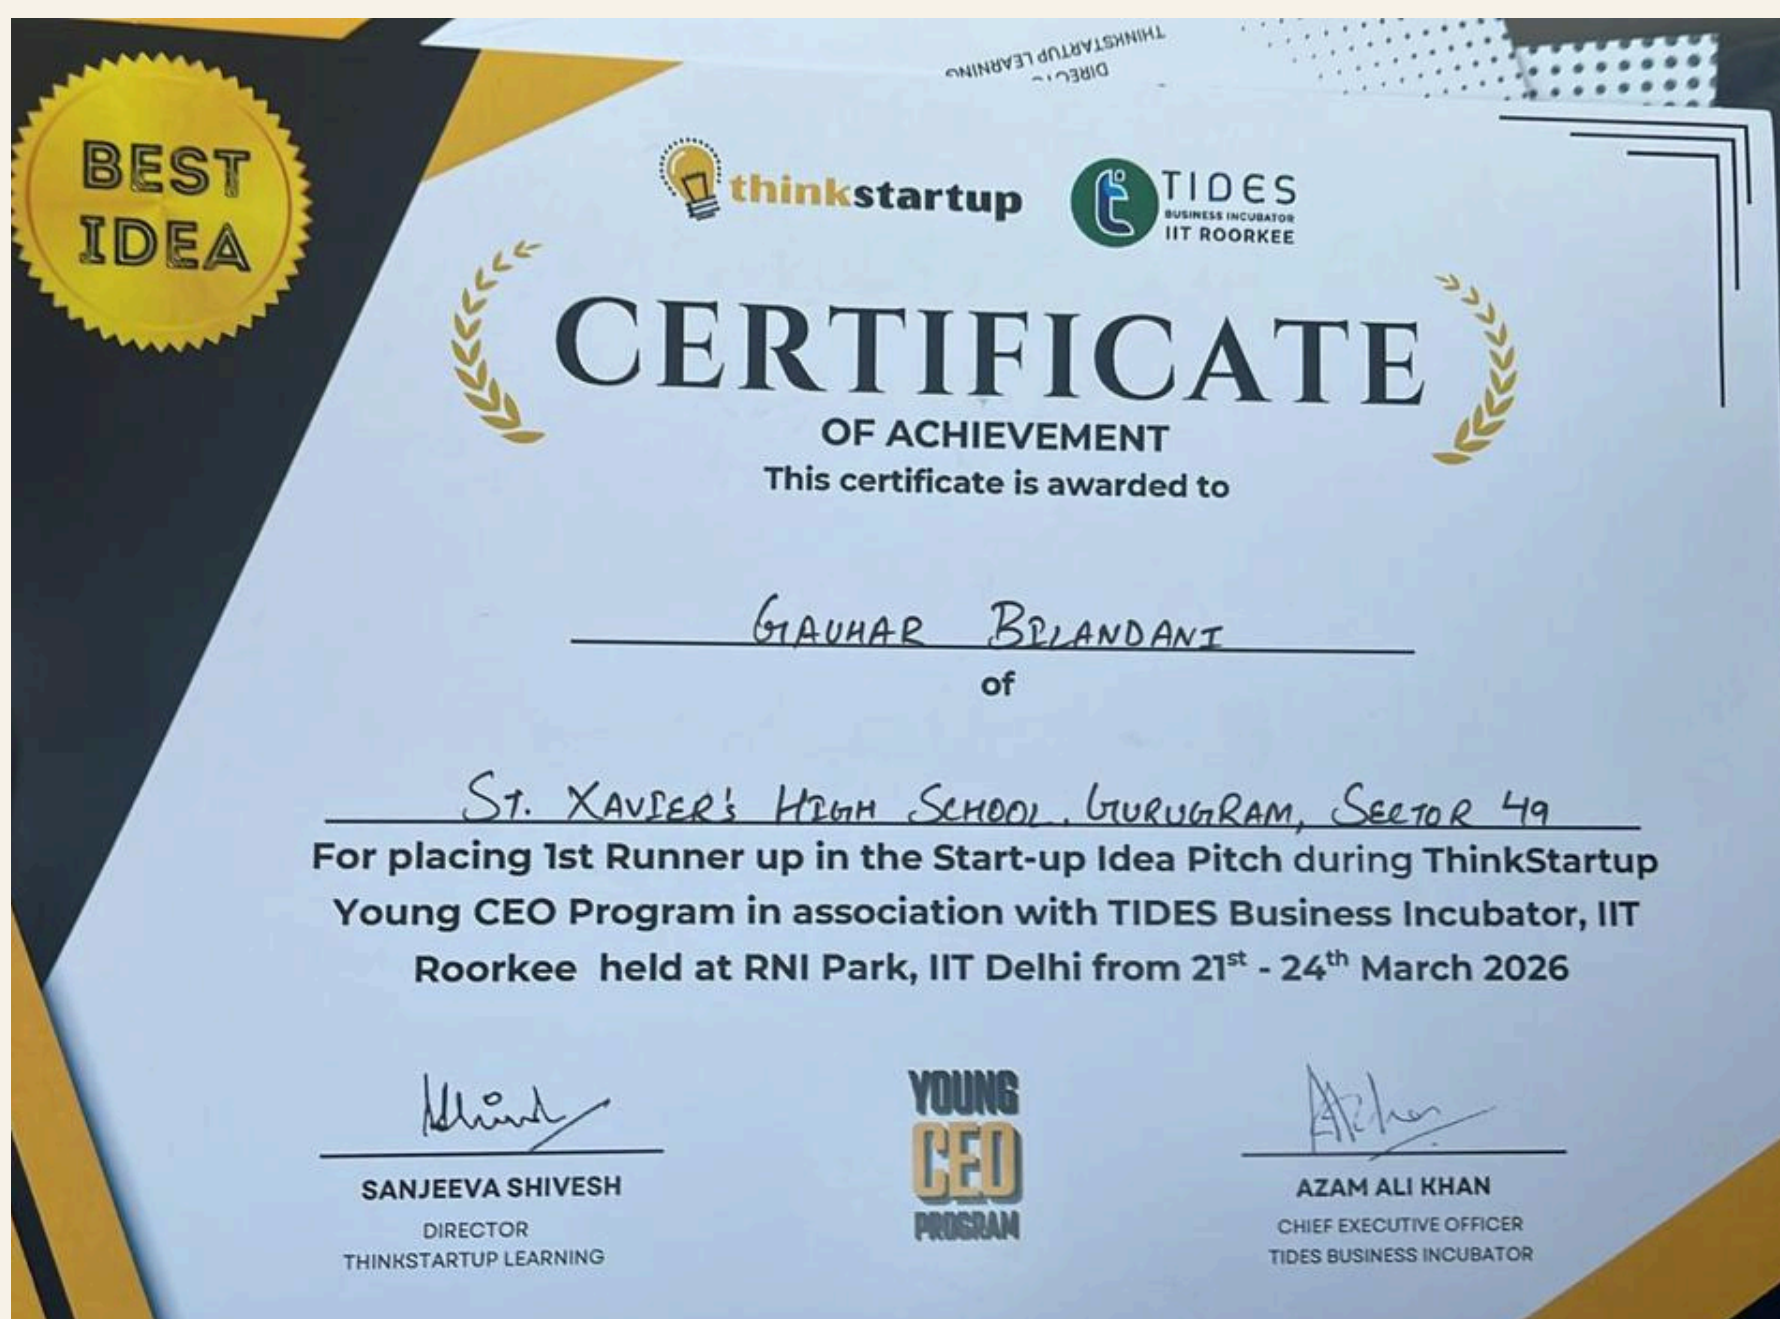 THINKSTARTUP LEARNING
BEST
IDEA
thinkstartup
TIDES
BUSINESS INCUBATOR
IIT ROORKEE
CERTIFICATE
OF ACHIEVEMENT
This certificate is awarded to
GAUHAR BILANDANI
of
ST. XAVIER'S HIGH SCHOOL, GURUGRAM, SECTOR 49
For placing 1st Runner up in the Start-up Idea Pitch during ThinkStartup
Young CEO Program in association with TIDES Business Incubator, IIT
Roorkee held at RNI Park, IIT Delhi from 21st - 24th March 2026
YOUNG
CEO
PROGRAM
SANJEEVA SHIVESH
DIRECTOR
THINKSTARTUP LEARNING
AZAM ALI KHAN
CHIEF EXECUTIVE OFFICER
TIDES BUSINESS INCUBATOR